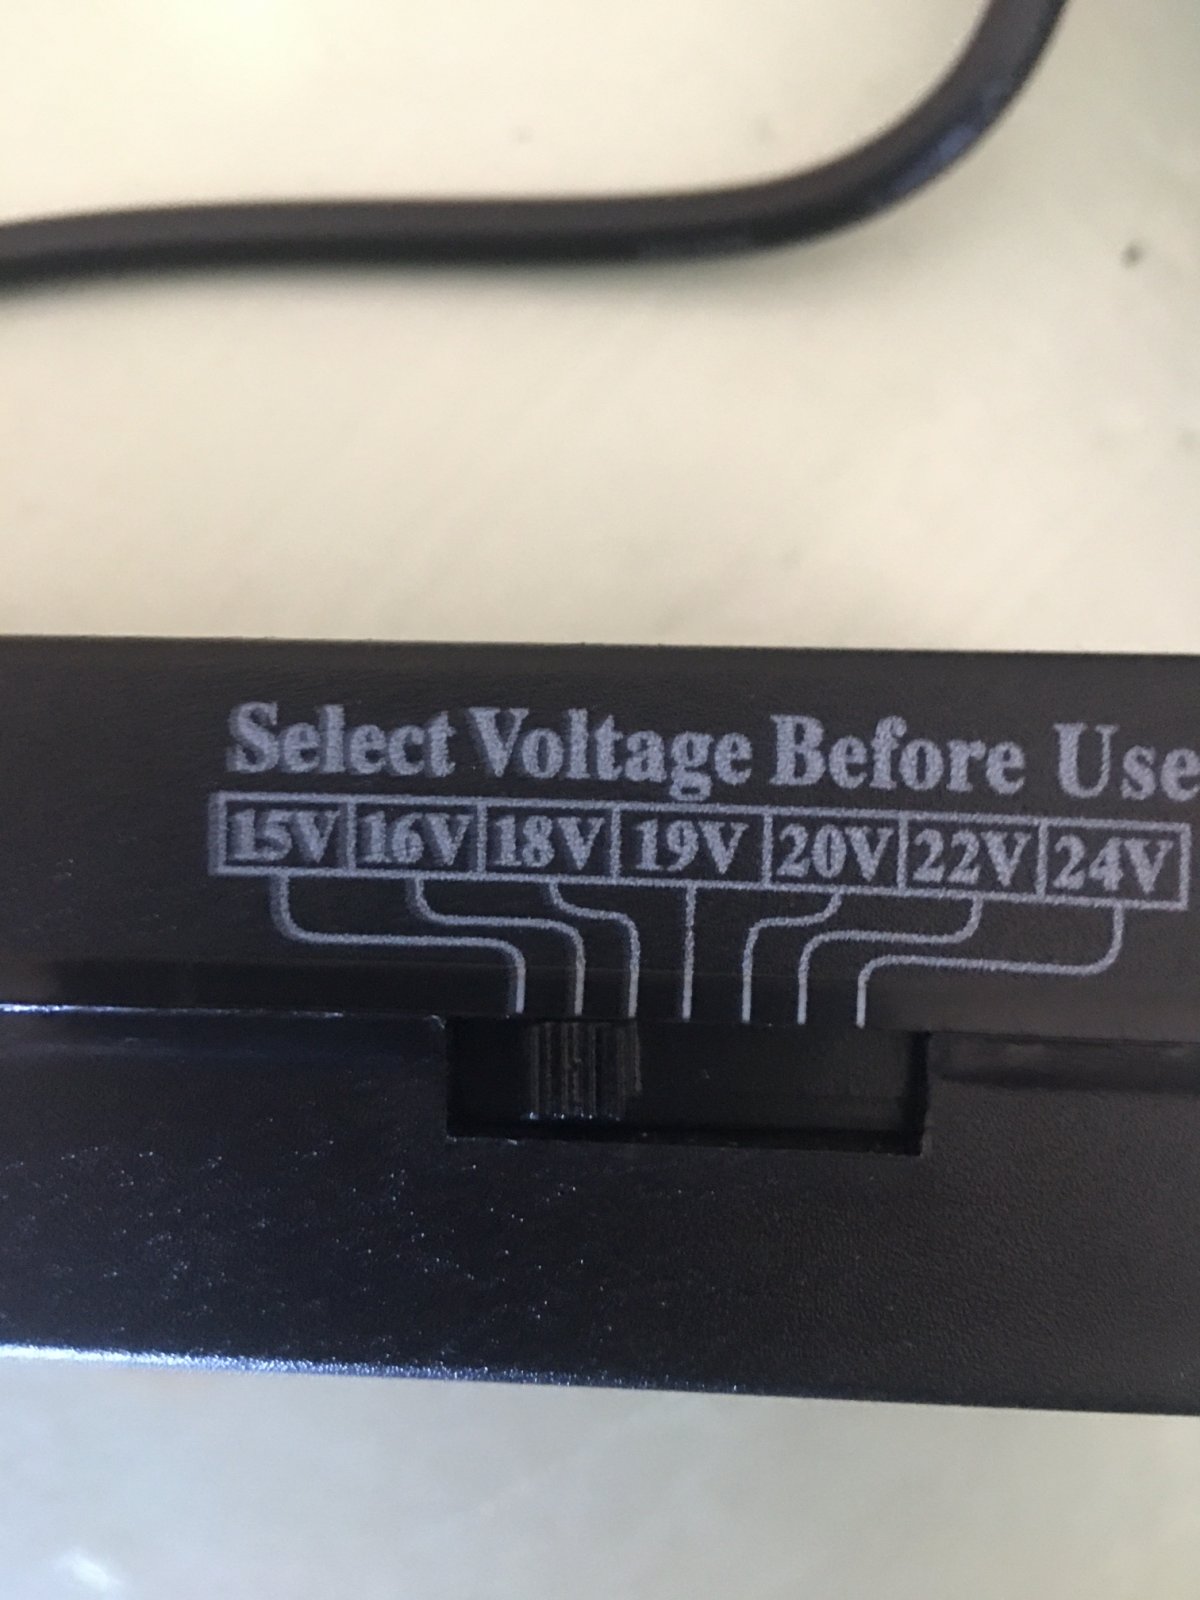 Select Voltage Before Use
15V 16V 18V 19V 20V 22V 24V